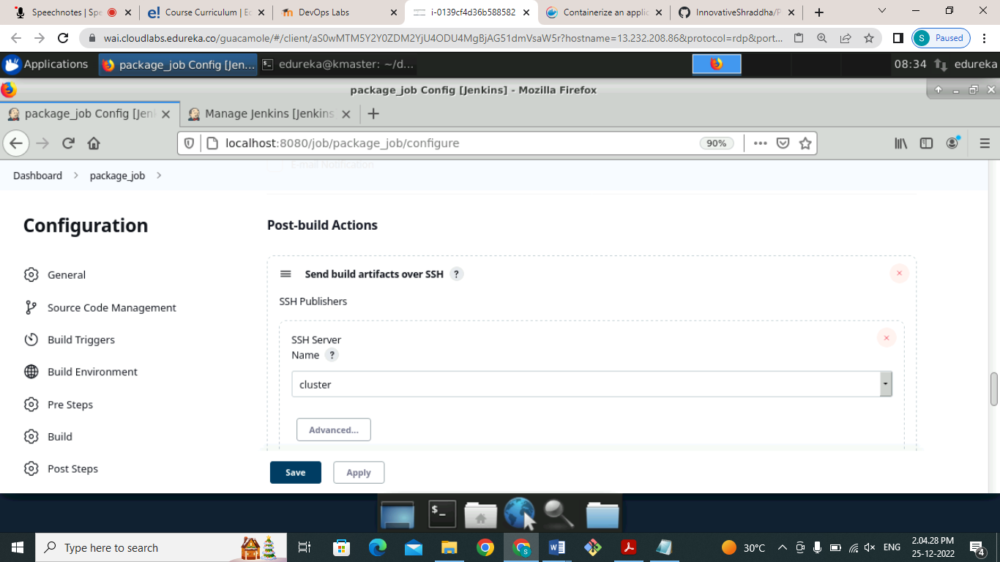 Speechnotes | Spe
Course Curriculum | Ec
DevOps Labs
i-0139cf4d36b588582
Containerize an applic
InnovativeShraddha/P
wai.cloudlabs.edureka.co/guacamole/#/client/aS0wMTM5Y2Y0ZDM2YjU4ODU4MgBjAG51dmVsaW5r?hostname=13.232.208.86&protocol=rdp&port...
S
Paused
Applications
package_job Config [Jen...
edureka@kmaster: ~/d...
08:34
edureka
package_job Config [Jenkins] - Mozilla Firefox
package_job Config [Jen
Manage Jenkins [Jenkins
localhost:8080/job/package_job/configure
90%
E-mail Notification
Dashboard
package_job
Configuration
General
Source Code Management
Build Triggers
Build Environment
Pre Steps
Build
Post Steps
Post-build Actions
Send build artifacts over SSH ?
SSH Publishers
SSH Server
Name ?
cluster
Advanced...
Save
Apply
Type here to search
30°C
ENG
2.04.28 PM
25-12-2022
4